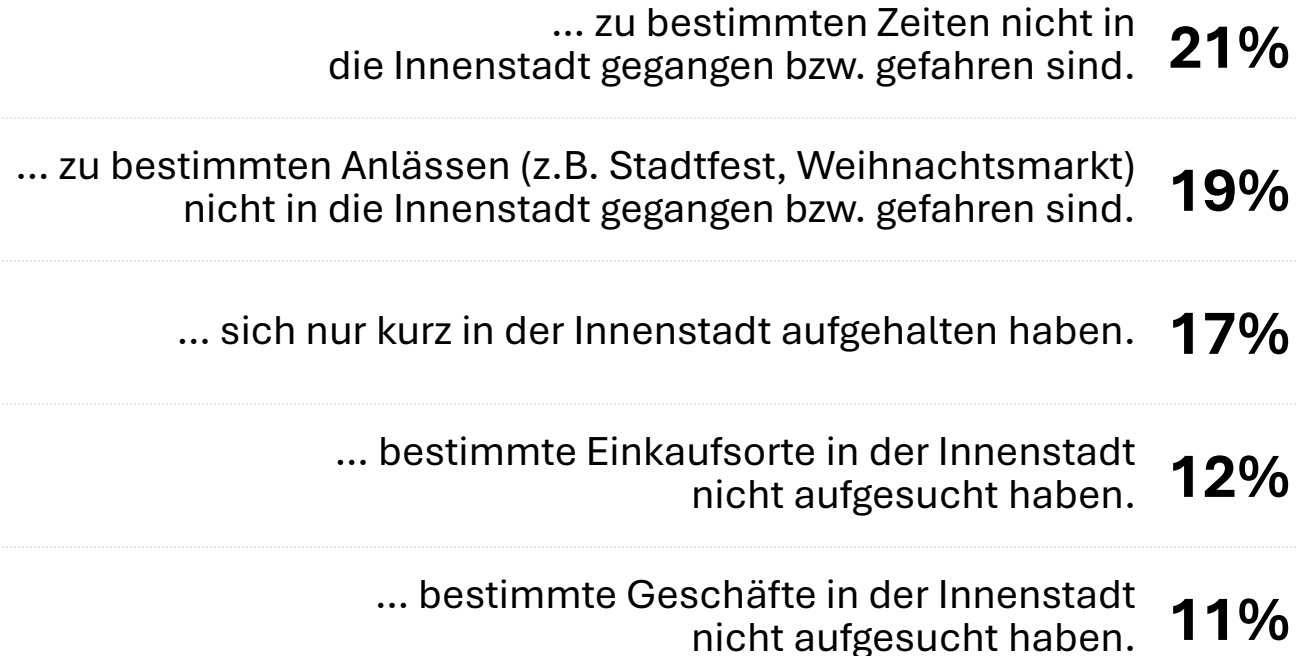 ... zu bestimmten Zeiten nicht in
die Innenstadt gegangen bzw. gefahren sind.
21%
... zu bestimmten Anlässen (z.B. Stadtfest, Weihnachtsmarkt)
nicht in die Innenstadt gegangen bzw. gefahren sind.
19%
... sich nur kurz in der Innenstadt aufgehalten haben.
17%
... bestimmte Einkaufsorte in der Innenstadt
nicht aufgesucht haben.
12%
... bestimmte Geschäfte in der Innenstadt
nicht aufgesucht haben.
11%